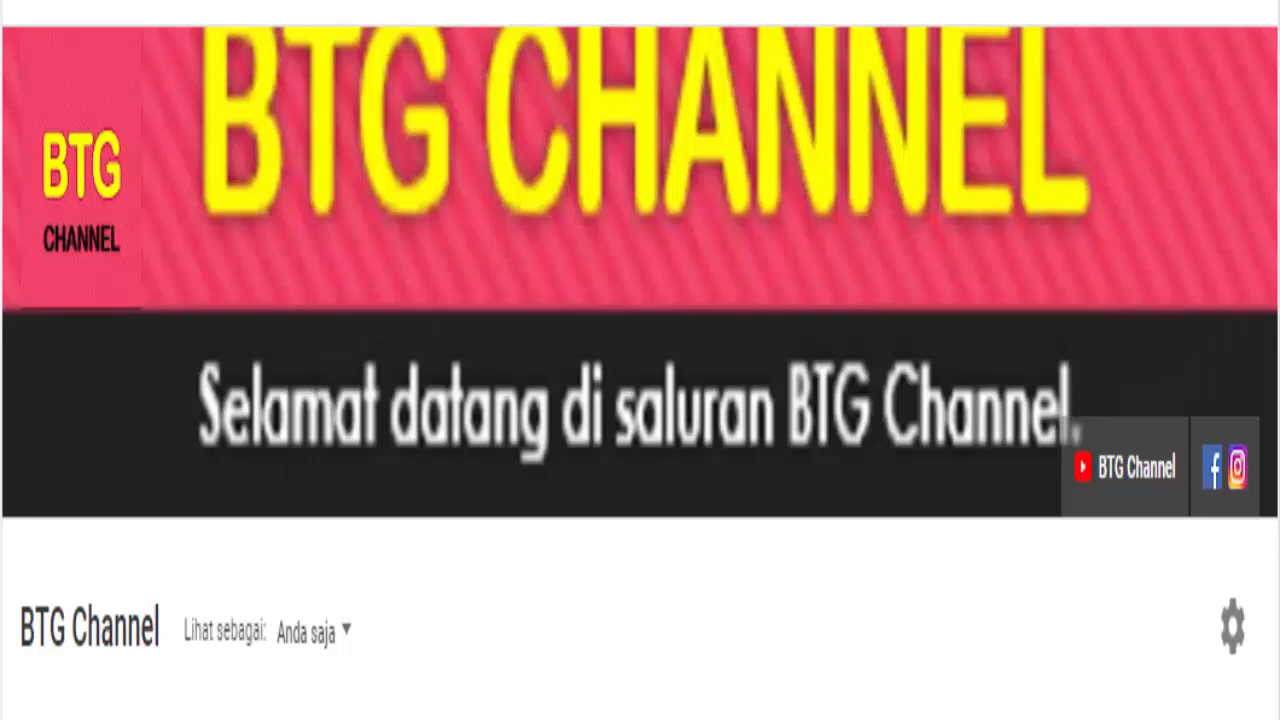 BTG CHANNEL
BTG
CHANNEL
Selamat datang di saluran BTG Channel.
BTG Channel
BTG Channel Lihat sebagai: Anda saja